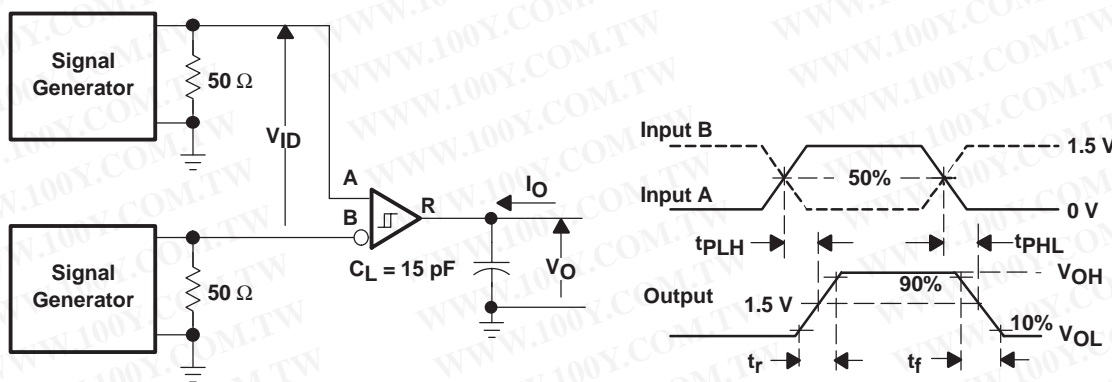 Signal
Generator
50 Ω
VID
Signal
Generator
50 Ω
A
B
R
IO
CL = 15 pF
VO
Input B
1.5 V
50%
Input A
0 V
tPLH
tPHL
VOH
90%
Output
1.5 V
10%
VOL
tr
tf
WWW.100Y.COM.TW